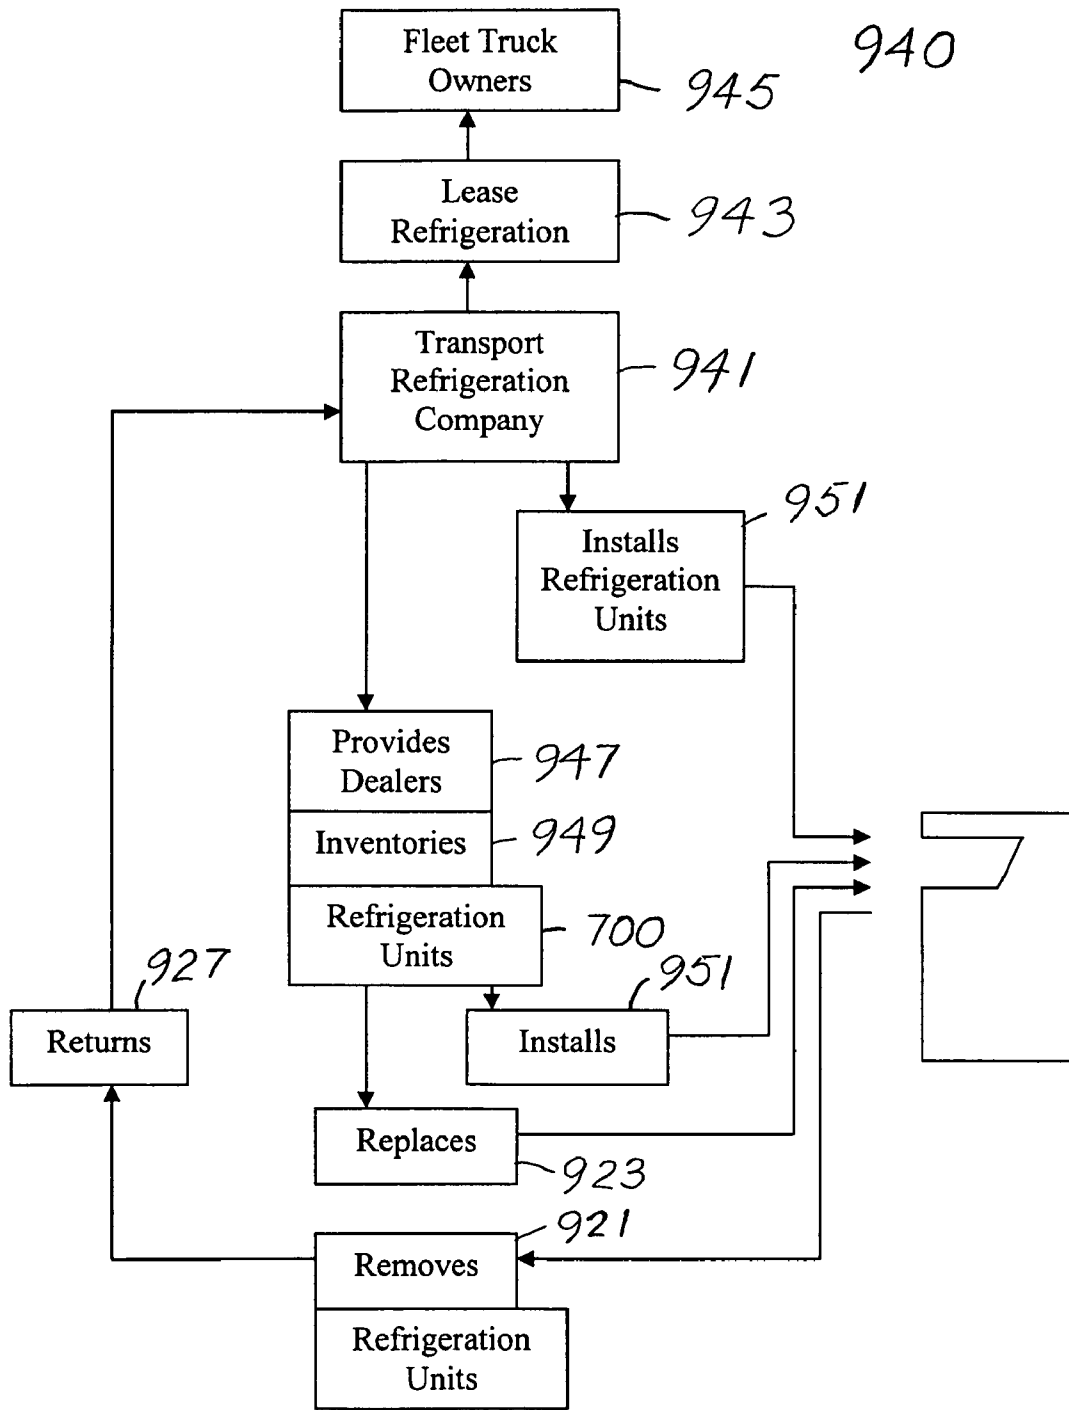 940
Fleet Truck
Owners
945
Lease
Refrigeration
943
Transport
Refrigeration
Company
941
951
Installs
Refrigeration
Units
Provides
Dealers
947
Inventories
949
Refrigeration
Units
700
927
Returns
951
Installs
Replaces
923
921
Removes
Refrigeration
Units